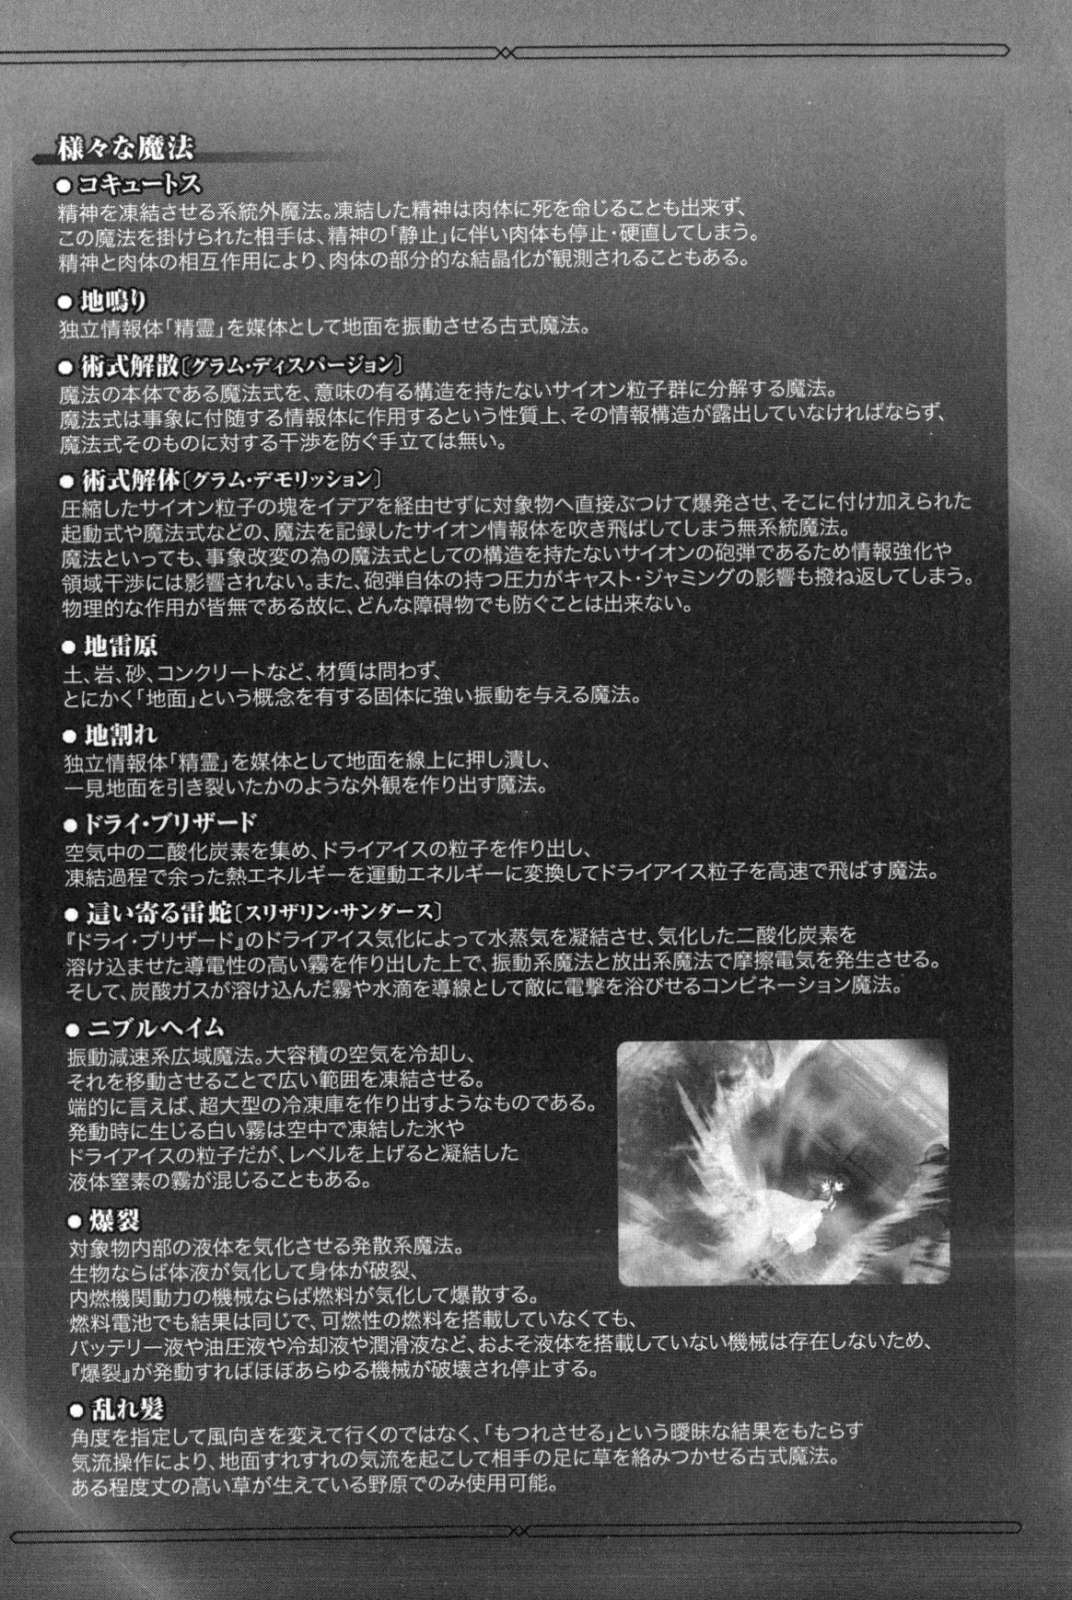 様々な魔法
●コキュートス
精神を凍結させる系統外魔法。凍結した精神は肉体に死を命じることも出来ず、
この魔法を掛けられた相手は、精神の「静止」に伴い肉体も停止・硬直してしまう。
精神と肉体の相互作用により、肉体の部分的な結晶化が観測されることもある。
●地鳴り
独立情報体「精霊」を媒体として地面を振動させる古式魔法。
●術式解散〔グラム・ディスパージョン〕
魔法の本体である魔法式を、意味の有る構造を持たないサイオン粒子群に分解する魔法。
魔法式は事象に付随する情報体に作用するという性質上、その情報構造が露出していなければならず、
魔法式そのものに対する干渉を防ぐ手立ては無い。
●術式解体〔グラム・デモリッション〕
圧縮したサイオン粒子の塊をイデアを経由せずに対象物へ直接ぶつけて爆発させ、そこに付け加えられた
起動式や魔法式などの、魔法を記録したサイオン情報体を吹き飛ばしてしまう無系統魔法。
魔法といっても、事象改変の為の魔法式としての構造を持たないサイオンの砲弾であるため情報強化や
領域干渉には影響されない。また、砲弾自体の持つ圧力がキャスト・ジャミングの影響も撥ね返してしまう。
物理的な作用が皆無である故に、どんな障碍物でも防ぐことは出来ない。
●地雷原
土、岩、砂、コンクリートなど、材質は問わず、
とにかく「地面」という概念を有する固体に強い振動を与える魔法。
●地割れ
独立情報体「精霊」を媒体として地面を線上に押し潰し、
一見地面を引き裂いたかのような外観を作り出す魔法。
●ドライ・ブリザード
空気中の二酸化炭素を集め、ドライアイスの粒子を作り出し、
凍結過程で余った熱エネルギーを運動エネルギーに変換してドライアイス粒子を高速で飛ばす魔法。
●這い寄る雷蛇〔スリザリン・サンダース〕
『ドライ・ブリザード』のドライアイス気化によって水蒸気を凝結させ、気化した二酸化炭素を
溶け込ませた導電性の高い霧を作り出した上で、振動系魔法と放出系魔法で摩擦電気を発生させる。
そして、炭酸ガスが溶け込んだ霧や水滴を導線として敵に電撃を浴びせるコンビネーション魔法。
●ニブルヘイム
振動減速系広域魔法。大容積の空気を冷却し、
それを移動させることで広い範囲を凍結させる。
端的に言えば、超大型の冷凍庫を作り出すようなものである。
発動時に生じる白い霧は空中で凍結した氷や
ドライアイスの粒子だが、レベルを上げると凝結した
液体窒素の霧が混じることもある。
●爆裂
対象物内部の液体を気化させる発散系魔法。
生物ならば体液が気化して身体が破裂、
内燃機関動力の機械ならば燃料が気化して爆散する。
燃料電池でも結果は同じで、可燃性の燃料を搭載していなくても、
バッテリー液や油圧液や冷却液や潤滑液など、およそ液体を搭載していない機械は存在しないため、
『爆裂』が発動すればほぼあらゆる機械が破壊され停止する。
●乱れ髪
角度を指定して風向きを変えて行くのではなく、「もつれさせる」という曖昧な結果をもたらす
気流操作により、地面すれすれの気流を起こして相手の足に草を絡みつかせる古式魔法。
ある程度丈の高い草が生えている野原でのみ使用可能。